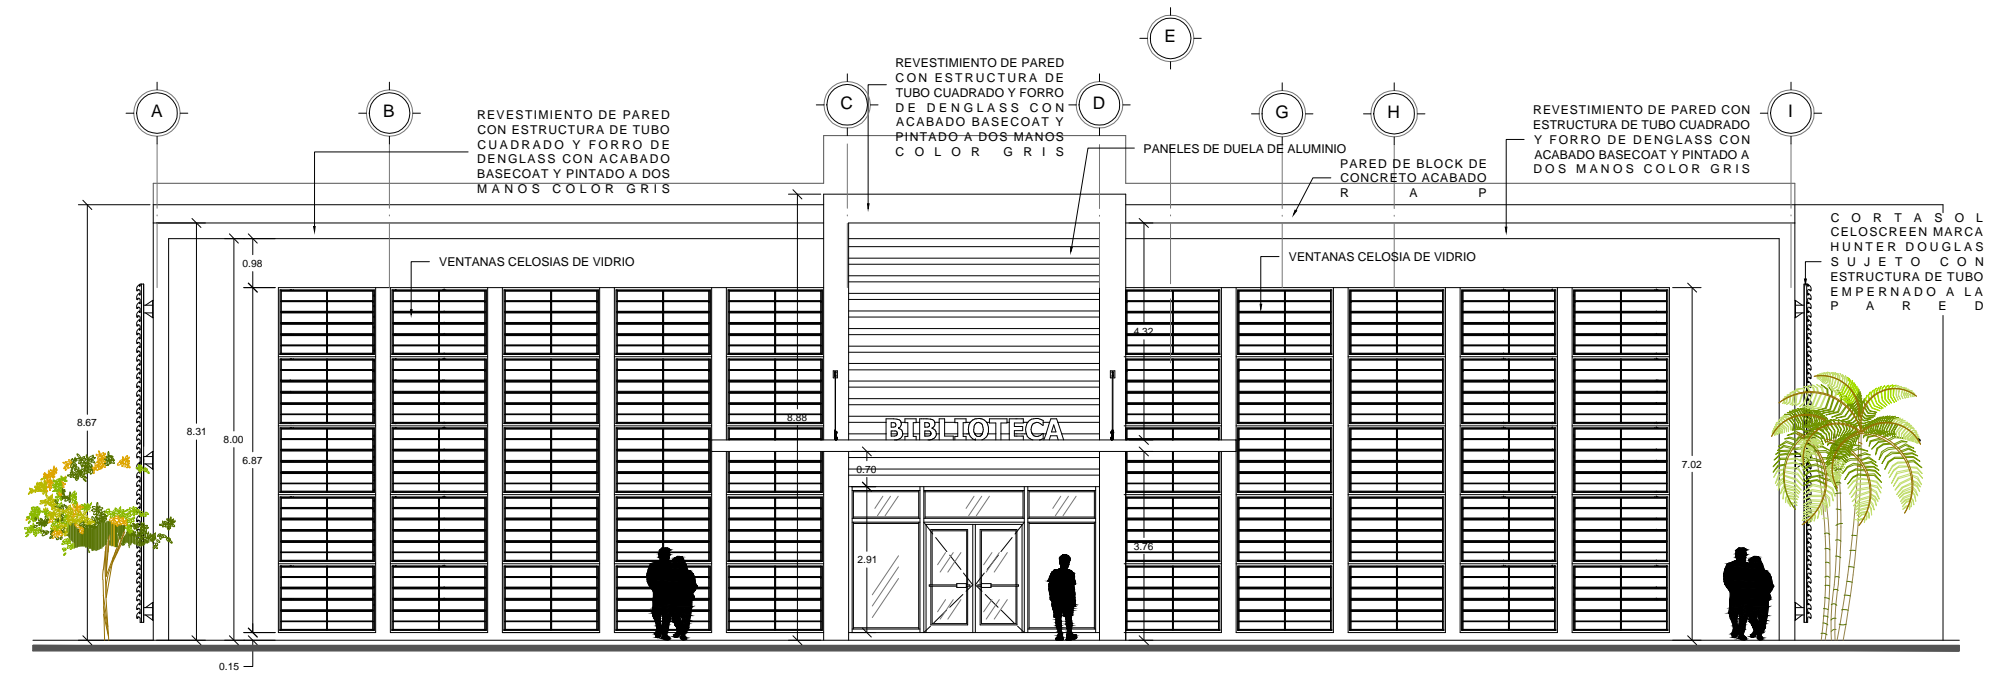 E
A
B
C
D
G
H
I
REVESTIMIENTO DE PARED
CON ESTRUCTURA DE TUBO
CUADRADO Y FORRO DE
DENGLASS CON ACABADO
BASECOAT Y PINTADO A DOS
MANOS COLOR GRIS
REVESTIMIENTO DE PARED
CON ESTRUCTURA DE
TUBO CUADRADO Y FORRO
DE DENGLASS CON
ACABADO BASECOAT Y
PINTADO A DOS MANOS
COLOR GRIS
PANELES DE DUELA DE ALUMINIO
PARED DE BLOCK DE
CONCRETO ACABADO
R A P
REVESTIMIENTO DE PARED CON
ESTRUCTURA DE TUBO CUADRADO
Y FORRO DE DENGLASS CON
ACABADO BASECOAT Y PINTADO A
DOS MANOS COLOR GRIS
CORTASOL
CELOSCREEN MARCA
HUNTER DOUGLAS
SUJETO CON
ESTRUCTURA DE TUBO
EMPERNADO A LA
PARED
VENTANAS CELOSIAS DE VIDRIO
VENTANAS CELOSIA DE VIDRIO
0.98
8.67
8.31
8.00
6.87
0.15
8.88
4.32
BIBLIOTECA
0.70
2.91
3.76
7.02